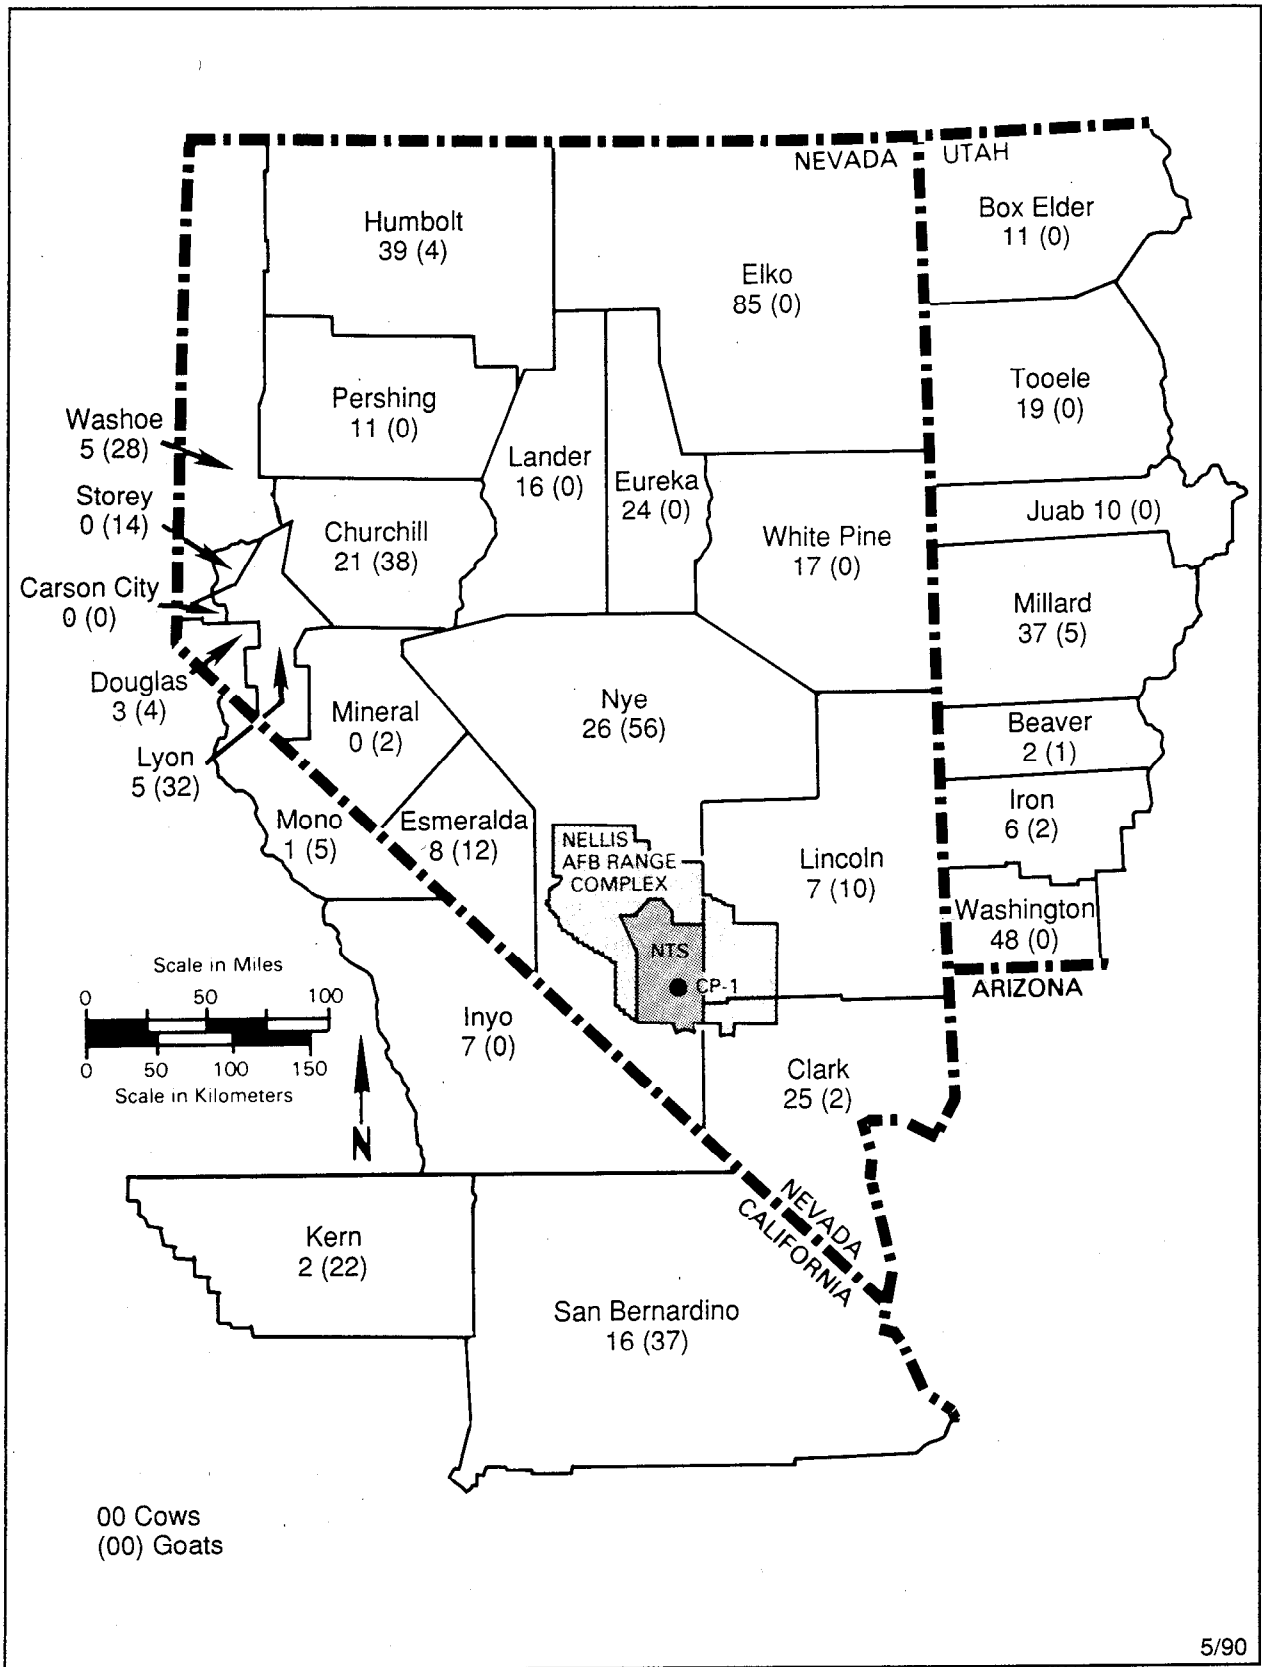 NEVADA
UTAH
Humbolt
39 (4)
Box Elder
11 (0)
Elko
85 (0)
Pershing
11 (0)
Tooele
19 (0)
Washoe
5 (28)
Lander
16 (0)
Eureka
24 (0)
Storey
0 (14)
Churchill
21 (38)
White Pine
17 (0)
Juab 10 (0)
Carson City
0 (0)
Millard
37 (5)
Douglas
3 (4)
Mineral
0 (2)
Nye
26 (56)
Beaver
2 (1)
Lyon
5 (32)
Mono
1 (5)
Esmeralda
8 (12)
Iron
6 (2)
NELLIS
AFB RANGE
COMPLEX
Lincoln
7 (10)
Washington
48 (0)
NTS
CP-1
ARIZONA
Scale in Miles
0 50 100
0 50 100 150
Scale in Kilometers
N
Inyo
7 (0)
Clark
25 (2)
NEVADA
CALIFORNIA
Kern
2 (22)
San Bernardino
16 (37)
00 Cows
(00) Goats
5/90